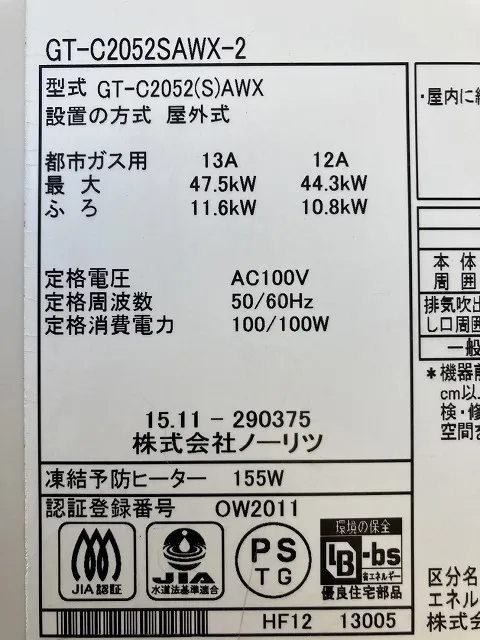 GT-C2052SAWX-2
型式 GT-C2052(S)AWX
設置の方式 屋外式
都市ガス用 13A 12A
最大 47.5kW 44.3kW
ふろ 11.6kW 10.8kW
定格電圧 AC100V
定格周波数 50/60Hz
定格消費電力 100/100W
15.11-290375
株式会社ノーリツ
凍結予防ヒーター 155W
認証登録番号 OW2011
JIA認証
JIA
水道法基準適合
PS
TG
環境の保全
BL-bs
省エネルギー
優良住宅部品
HF12 13005
・屋内に
本体
周囲
排気吹出
し口周囲
一般
*機器前
cm以
検・修
空間を
区分名
エネル
株式会